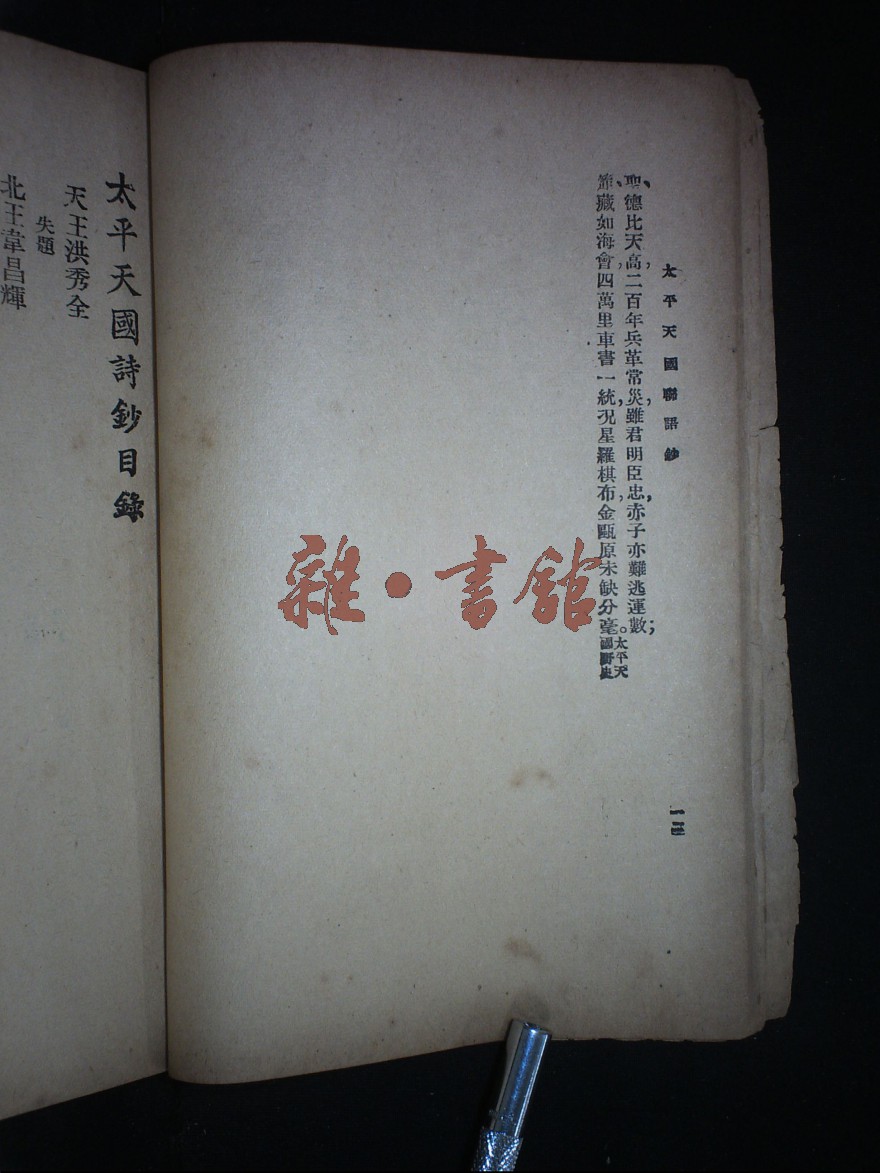 太平天國聯語鈔
聖德比天高,二百年兵革常災,雖君明臣忠,赤子亦難逃運數;
藏如海會,四萬里車書一統,况星羅棋布,金甌原未缺分毫。太平天國野史
太平天國詩鈔目錄
天王洪秀全
失題
北王韋昌輝
雜·書館